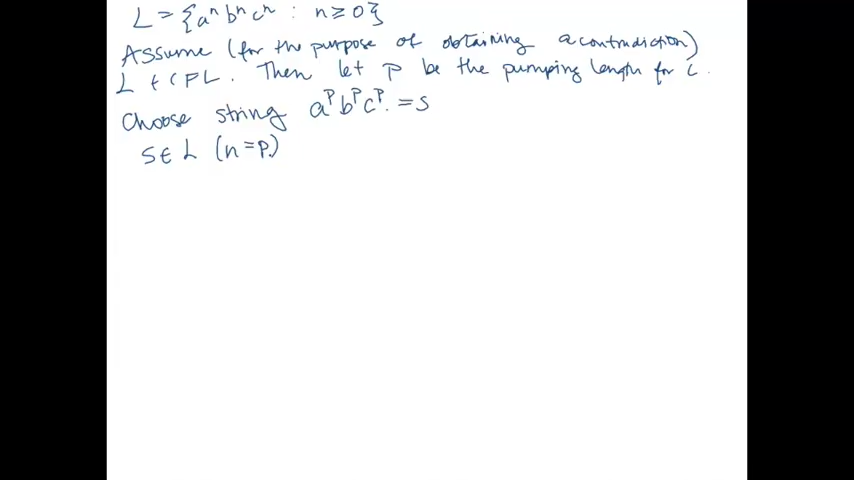 L = {aⁿbⁿcⁿ : n ≥ 0}
Assume (for the purpose of obtaining a contradiction)
L ∈ CFL. Then let p be the pumping length for L.
Choose string aᵖbᵖcᵖ. = s
s ∈ L (n = p.)